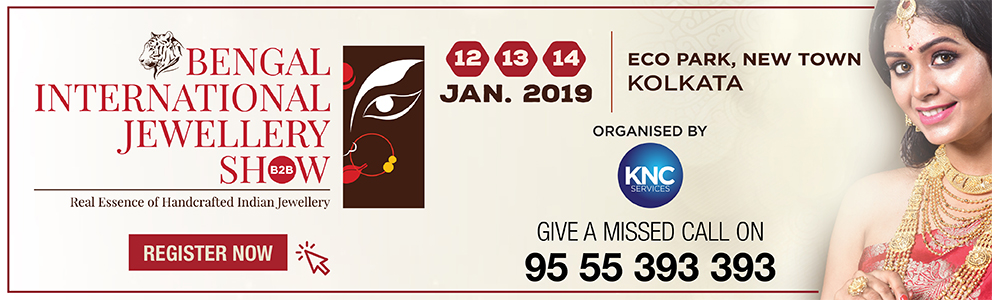 BENGAL
INTERNATIONAL
JEWELLERY
SHOW
B2B
Real Essence of Handcrafted Indian Jewellery
REGISTER NOW
12 13 14
JAN. 2019
ECO PARK, NEW TOWN
KOLKATA
ORGANISED BY
KNC
SERVICES
GIVE A MISSED CALL ON
95 55 393 393